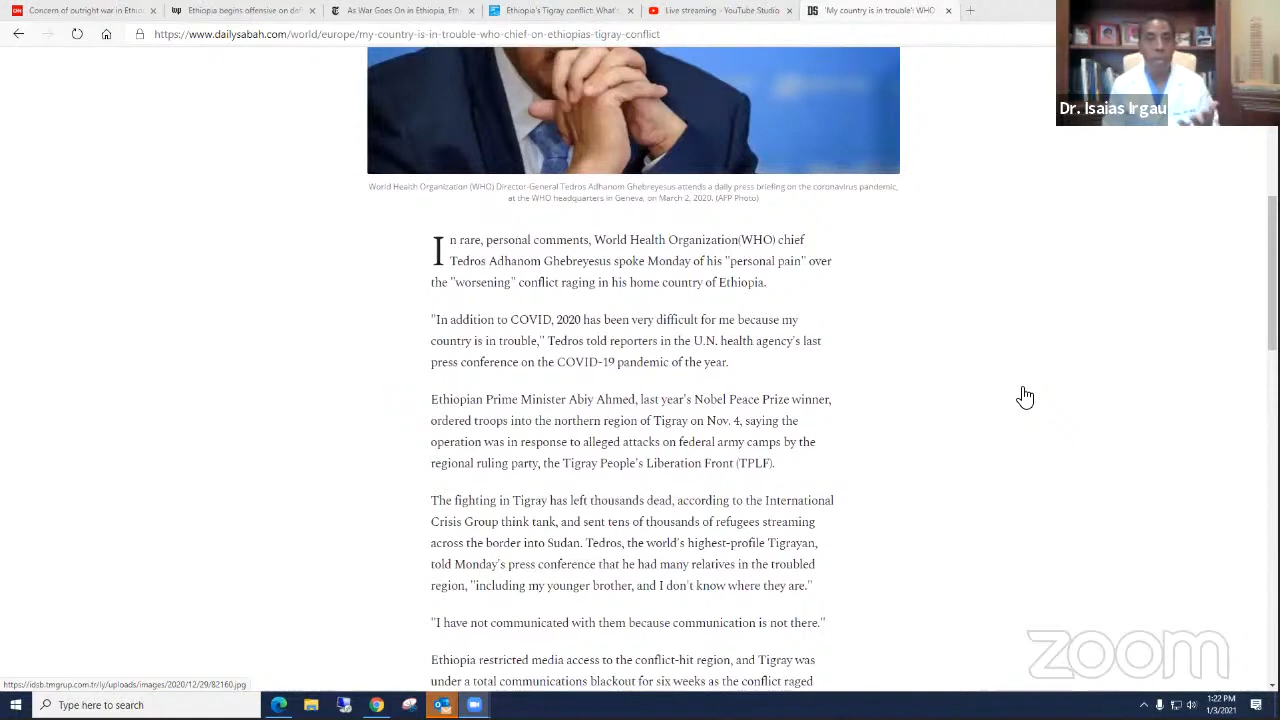 Concern of outright war in Ethio
Ethiopia begins offensive on def
As War Goes On in Ethiopia, Eth
Ethiopia's Tigray conflict:What's
Live streaming - YouTube Studio
'My country is in trouble'WHO
https://www.dailysabah.com/world/europe/my-country-is-in-trouble-who-chief-on-ethiopias-tigray-conflict
Dr. Isaias Irgau
World Health Organization (WHO) Director-General Tedros Adhanom Ghebreyesus attends a daily press briefing on the coronavirus pandemic,
at the WHO headquarters in Geneva, on March 2, 2020. (AFP Photo)
In rare, personal comments, World Health Organization(WHO) chief
Tedros Adhanom Ghebreyesus spoke Monday of his "personal pain" over
the "worsening" conflict raging in his home country of Ethiopia.
"In addition to COVID, 2020 has been very difficult for me because my
country is in trouble," Tedros told reporters in the U.N. health agency's last
press conference on the COVID-19 pandemic of the year.
Ethiopian Prime Minister Abiy Ahmed, last year's Nobel Peace Prize winner,
ordered troops into the northern region of Tigray on Nov. 4, saying the
operation was in response to alleged attacks on federal army camps by the
regional ruling party, the Tigray People's Liberation Front (TPLF).
The fighting in Tigray has left thousands dead, according to the International
Crisis Group think tank, and sent tens of thousands of refugees streaming
across the border into Sudan. Tedros, the world's highest-profile Tigrayan,
told Monday's press conference that he had many relatives in the troubled
region, "including my younger brother, and I don't know where they are."
"I have not communicated with them because communication is not there."
Ethiopia restricted media access to the conflict-hit region, and Tigray was
under a total communications blackout for six weeks as the conflict raged
zoom
https://idsb.tmgrup.com.tr/ly/uploads/images/2020/12/29/82160.jpg
Type here to search
1:22 PM
1/3/2021